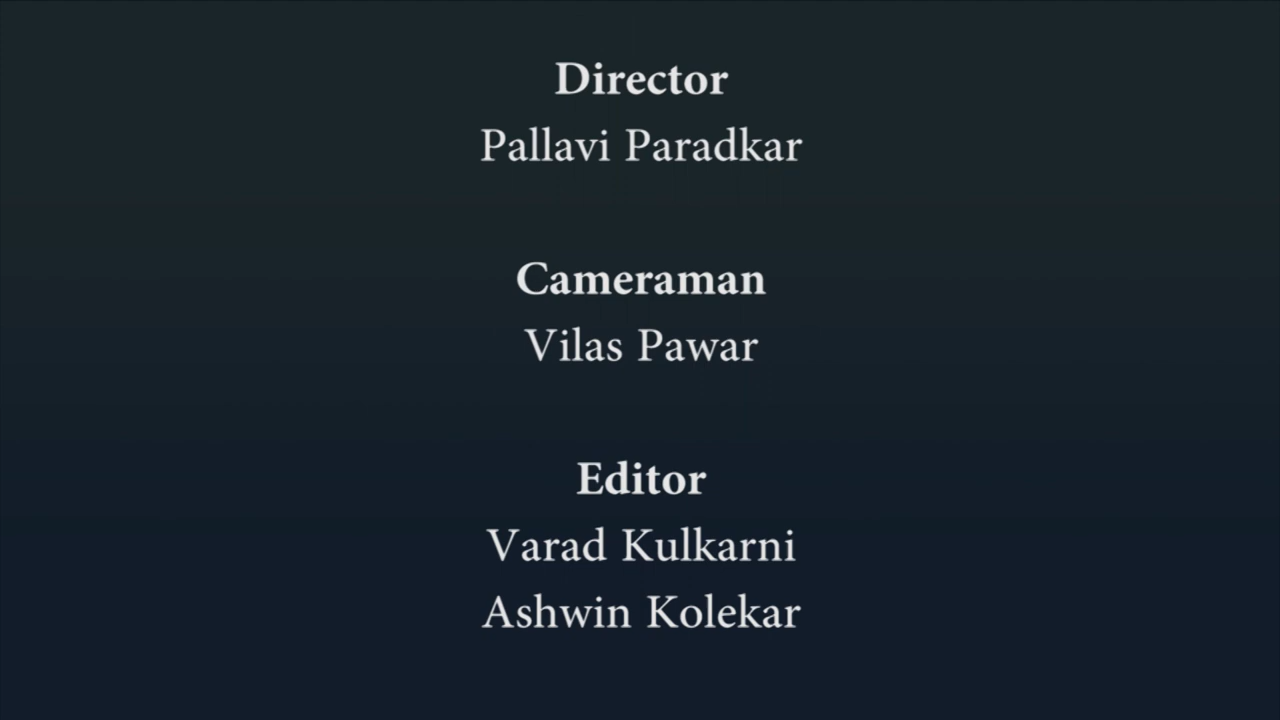 Director
Pallavi Paradkar
Cameraman
Vilas Pawar
Editor
Varad Kulkarni
Ashwin Kolekar